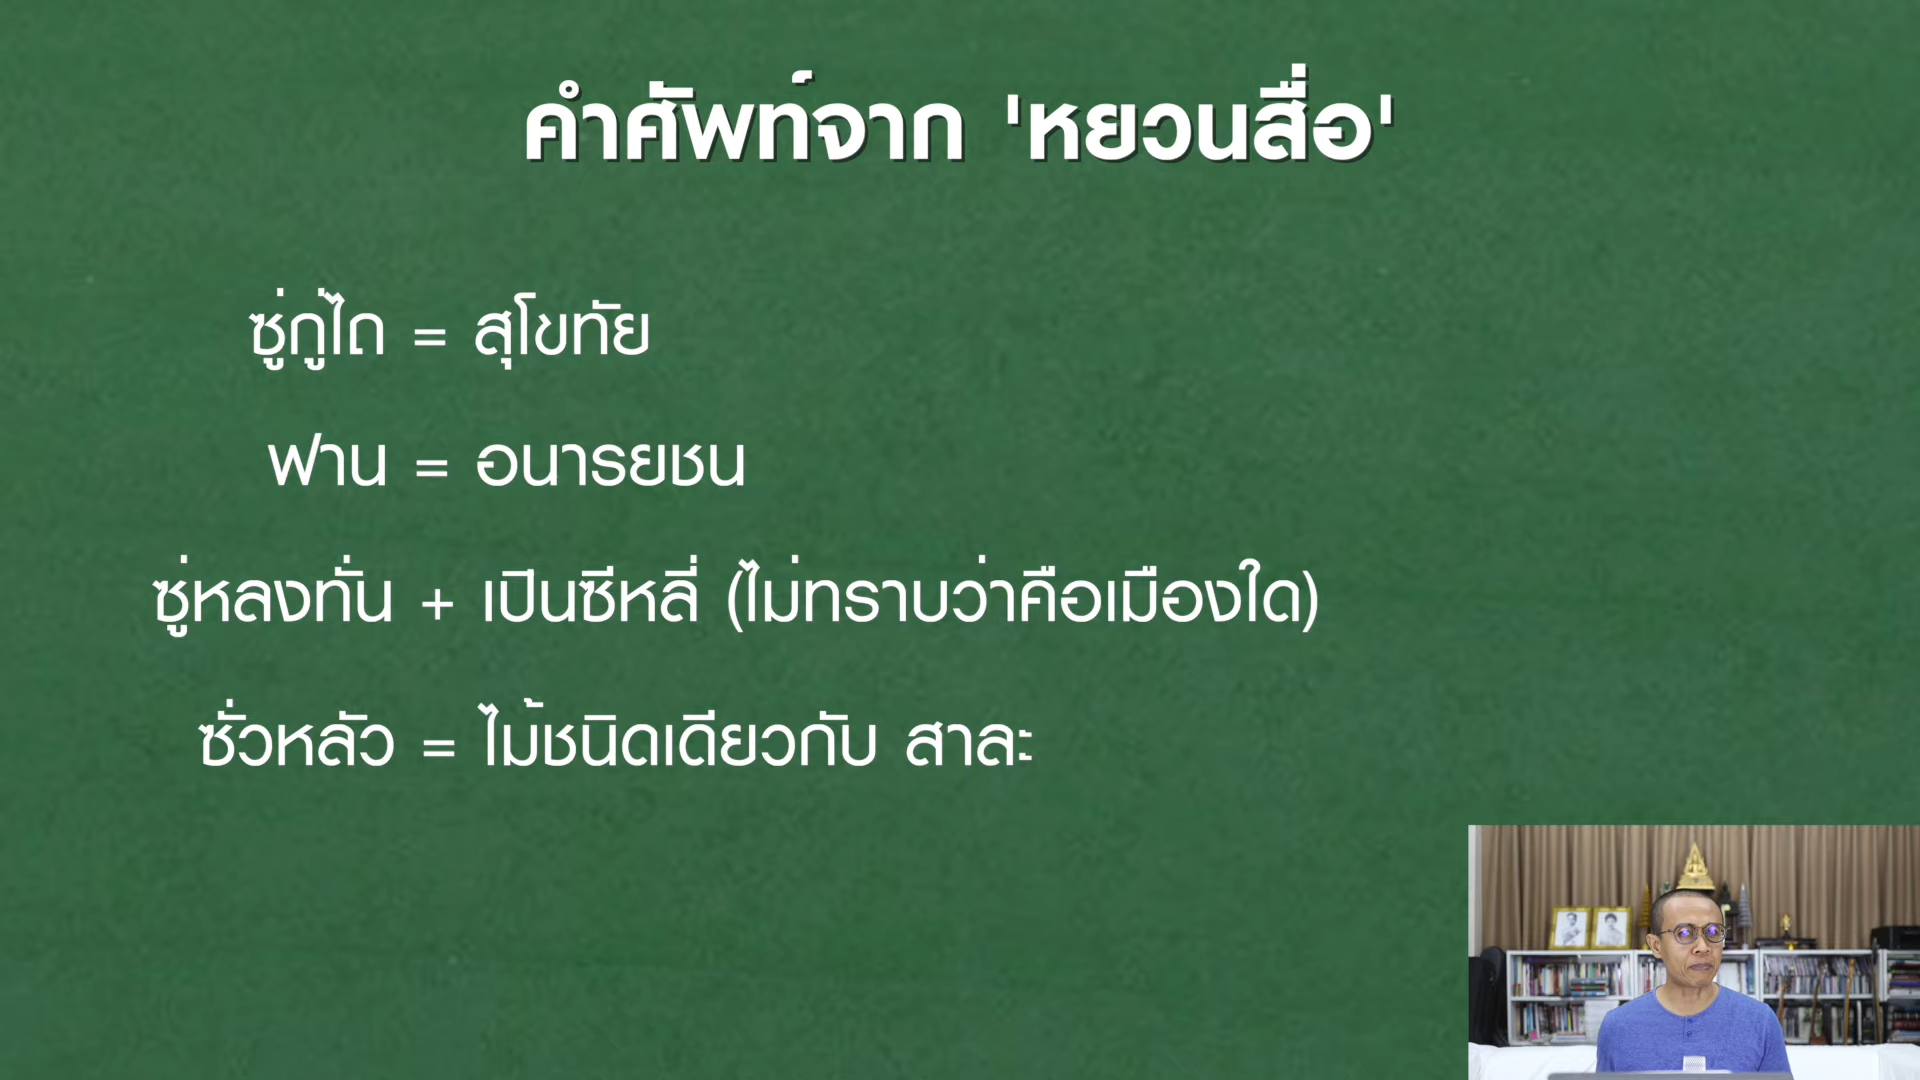 คำศัพท์จาก 'หยวนสื่อ'
ซู่กู่ไถ = สุโขทัย
ฟาน = อนารยชน
ซู่หลงทั่น + เปินซีหลี่ (ไม่ทราบว่าคือเมืองใด)
ซั่วหลัว = ไม้ชนิดเดียวกับ สาละ